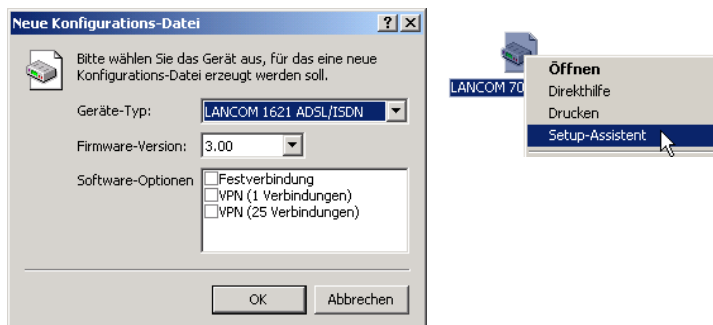 Neue Konfigurations-Datei
Bitte wählen Sie das Gerät aus, für das eine neue
Konfigurations-Datei erzeugt werden soll.
Geräte-Typ:
LANCOM 1621 ADSL/ISDN
Firmware-Version:
3.00
Software-Optionen
Festverbindung
VPN (1 Verbindungen)
VPN (25 Verbindungen)
OK
Abbrechen
LANCOM 70
Öffnen
Direkthilfe
Drucken
Setup-Assistent